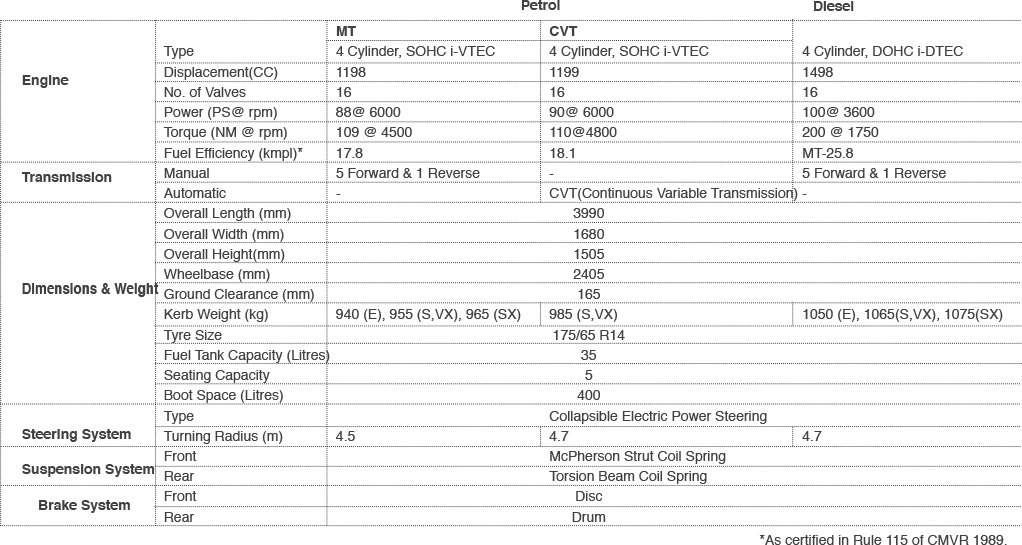 Petrol Diesel
MT CVT
Engine
Type 4 Cylinder, SOHC i-VTEC 4 Cylinder, SOHC i-VTEC 4 Cylinder, DOHC i-DTEC
Displacement(CC) 1198 1199 1498
No. of Valves 16 16 16
Power (PS@ rpm) 88@ 6000 90@ 6000 100@ 3600
Torque (NM @ rpm) 109 @ 4500 110@4800 200 @ 1750
Fuel Efficiency (kmpl)* 17.8 18.1 MT-25.8
Transmission
Manual 5 Forward & 1 Reverse - 5 Forward & 1 Reverse
Automatic - CVT(Continuous Variable Transmission) -
Dimensions & Weight
Overall Length (mm) 3990
Overall Width (mm) 1680
Overall Height(mm) 1505
Wheelbase (mm) 2405
Ground Clearance (mm) 165
Kerb Weight (kg) 940 (E), 955 (S,VX), 965 (SX) 985 (S,VX) 1050 (E), 1065(S,VX), 1075(SX)
Tyre Size 175/65 R14
Fuel Tank Capacity (Litres) 35
Seating Capacity 5
Boot Space (Litres) 400
Steering System
Type Collapsible Electric Power Steering
Turning Radius (m) 4.5 4.7 4.7
Suspension System
Front McPherson Strut Coil Spring
Rear Torsion Beam Coil Spring
Brake System
Front Disc
Rear Drum
*As certified in Rule 115 of CMVR 1989.